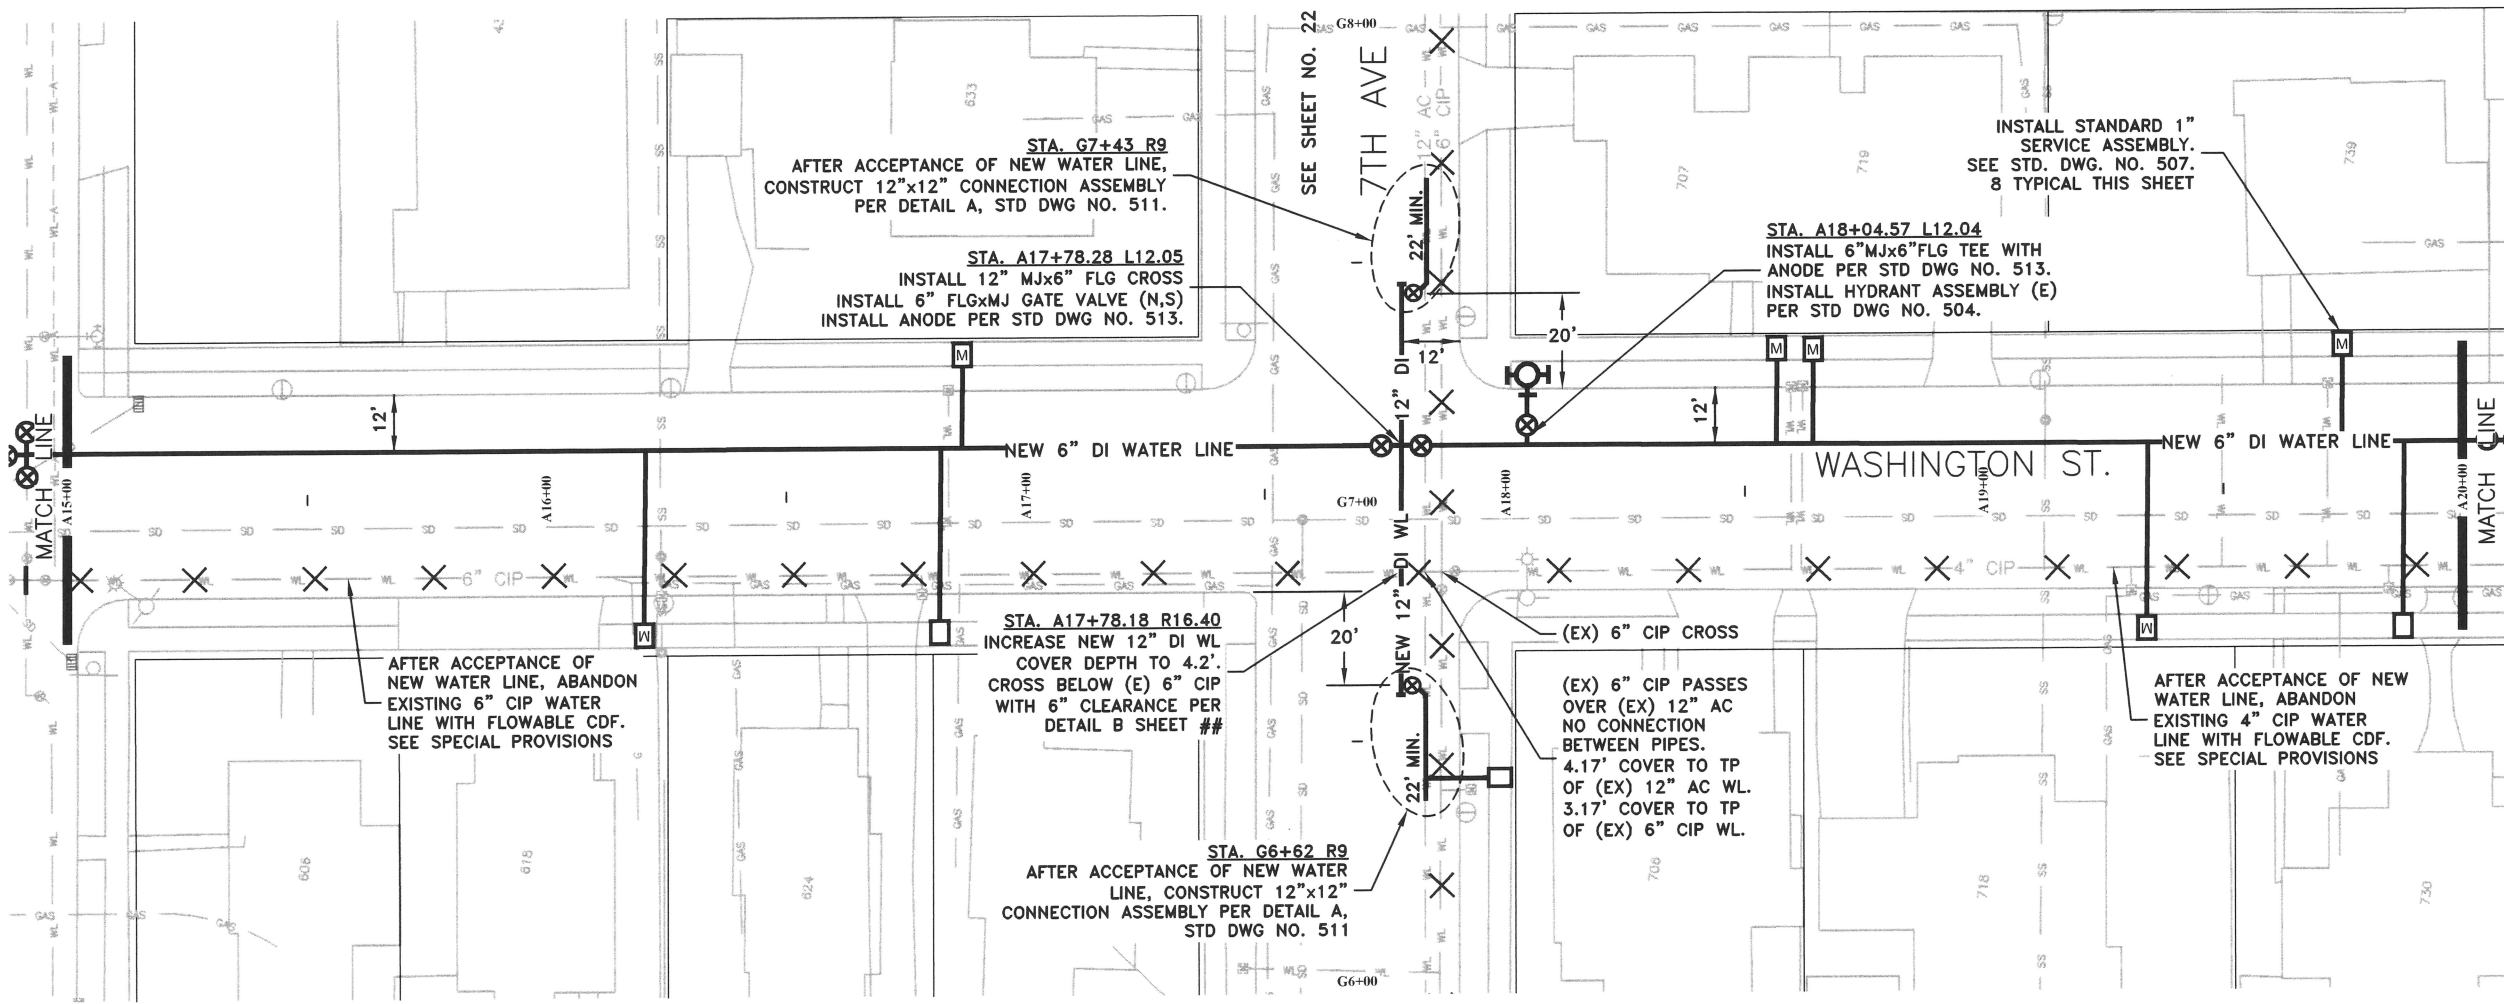 SEE SHEET NO. 22
7TH AVE
12" AC
6" CIP
G8+00
633
707
719
739
STA. G7+43 R9
AFTER ACCEPTANCE OF NEW WATER LINE,
CONSTRUCT 12"x12" CONNECTION ASSEMBLY
PER DETAIL A, STD DWG NO. 511.
STA. A17+78.28 L12.05
INSTALL 12" MJx6" FLG CROSS
INSTALL 6" FLGxMJ GATE VALVE (N,S)
INSTALL ANODE PER STD DWG NO. 513.
INSTALL STANDARD 1"
SERVICE ASSEMBLY.
SEE STD. DWG. NO. 507.
8 TYPICAL THIS SHEET
STA. A18+04.57 L12.04
INSTALL 6"MJx6"FLG TEE WITH
ANODE PER STD DWG NO. 513.
INSTALL HYDRANT ASSEMBLY (E)
PER STD DWG NO. 504.
22' MIN.
20'
12'
12" DI
12'
12'
M
M
M
M
MATCH LINE
NEW 6" DI WATER LINE
NEW 6" DI WATER LINE
MATCH LINE
WASHINGTON ST.
A15+00
A16+00
A17+00
G7+00
A18+00
A19+00
A20+00
6" CIP
4" CIP
NEW 12" DI WL
20'
M
M
AFTER ACCEPTANCE OF
NEW WATER LINE, ABANDON
EXISTING 6" CIP WATER
LINE WITH FLOWABLE CDF.
SEE SPECIAL PROVISIONS
STA. A17+78.18 R16.40
INCREASE NEW 12" DI WL
COVER DEPTH TO 4.2'.
CROSS BELOW (E) 6" CIP
WITH 6" CLEARANCE PER
DETAIL B SHEET ##
(EX) 6" CIP CROSS
(EX) 6" CIP PASSES
OVER (EX) 12" AC
NO CONNECTION
BETWEEN PIPES.
4.17' COVER TO TP
OF (EX) 12" AC WL.
3.17' COVER TO TP
OF (EX) 6" CIP WL.
AFTER ACCEPTANCE OF NEW
WATER LINE, ABANDON
EXISTING 4" CIP WATER
LINE WITH FLOWABLE CDF.
SEE SPECIAL PROVISIONS
22' MIN.
STA. G6+62 R9
AFTER ACCEPTANCE OF NEW WATER
LINE, CONSTRUCT 12"x12"
CONNECTION ASSEMBLY PER DETAIL A,
STD DWG NO. 511
618
624
708
718
730
G6+00